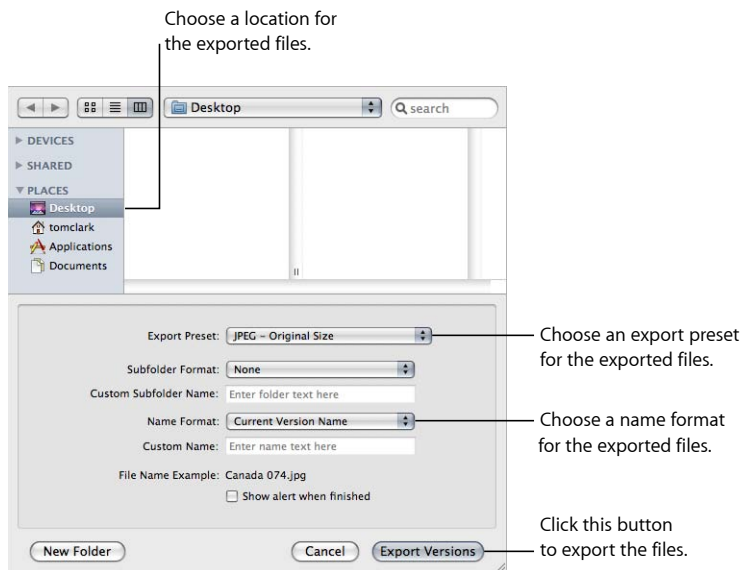 Choose a location for
the exported files.
Desktop
search
DEVICES
SHARED
PLACES
Desktop
tomclark
Applications
Documents
Export Preset: JPEG – Original Size
Choose an export preset
for the exported files.
Subfolder Format: None
Custom Subfolder Name: Enter folder text here
Name Format: Current Version Name
Choose a name format
for the exported files.
Custom Name: Enter name text here
File Name Example: Canada 074.jpg
Show alert when finished
Click this button
to export the files.
New Folder
Cancel
Export Versions